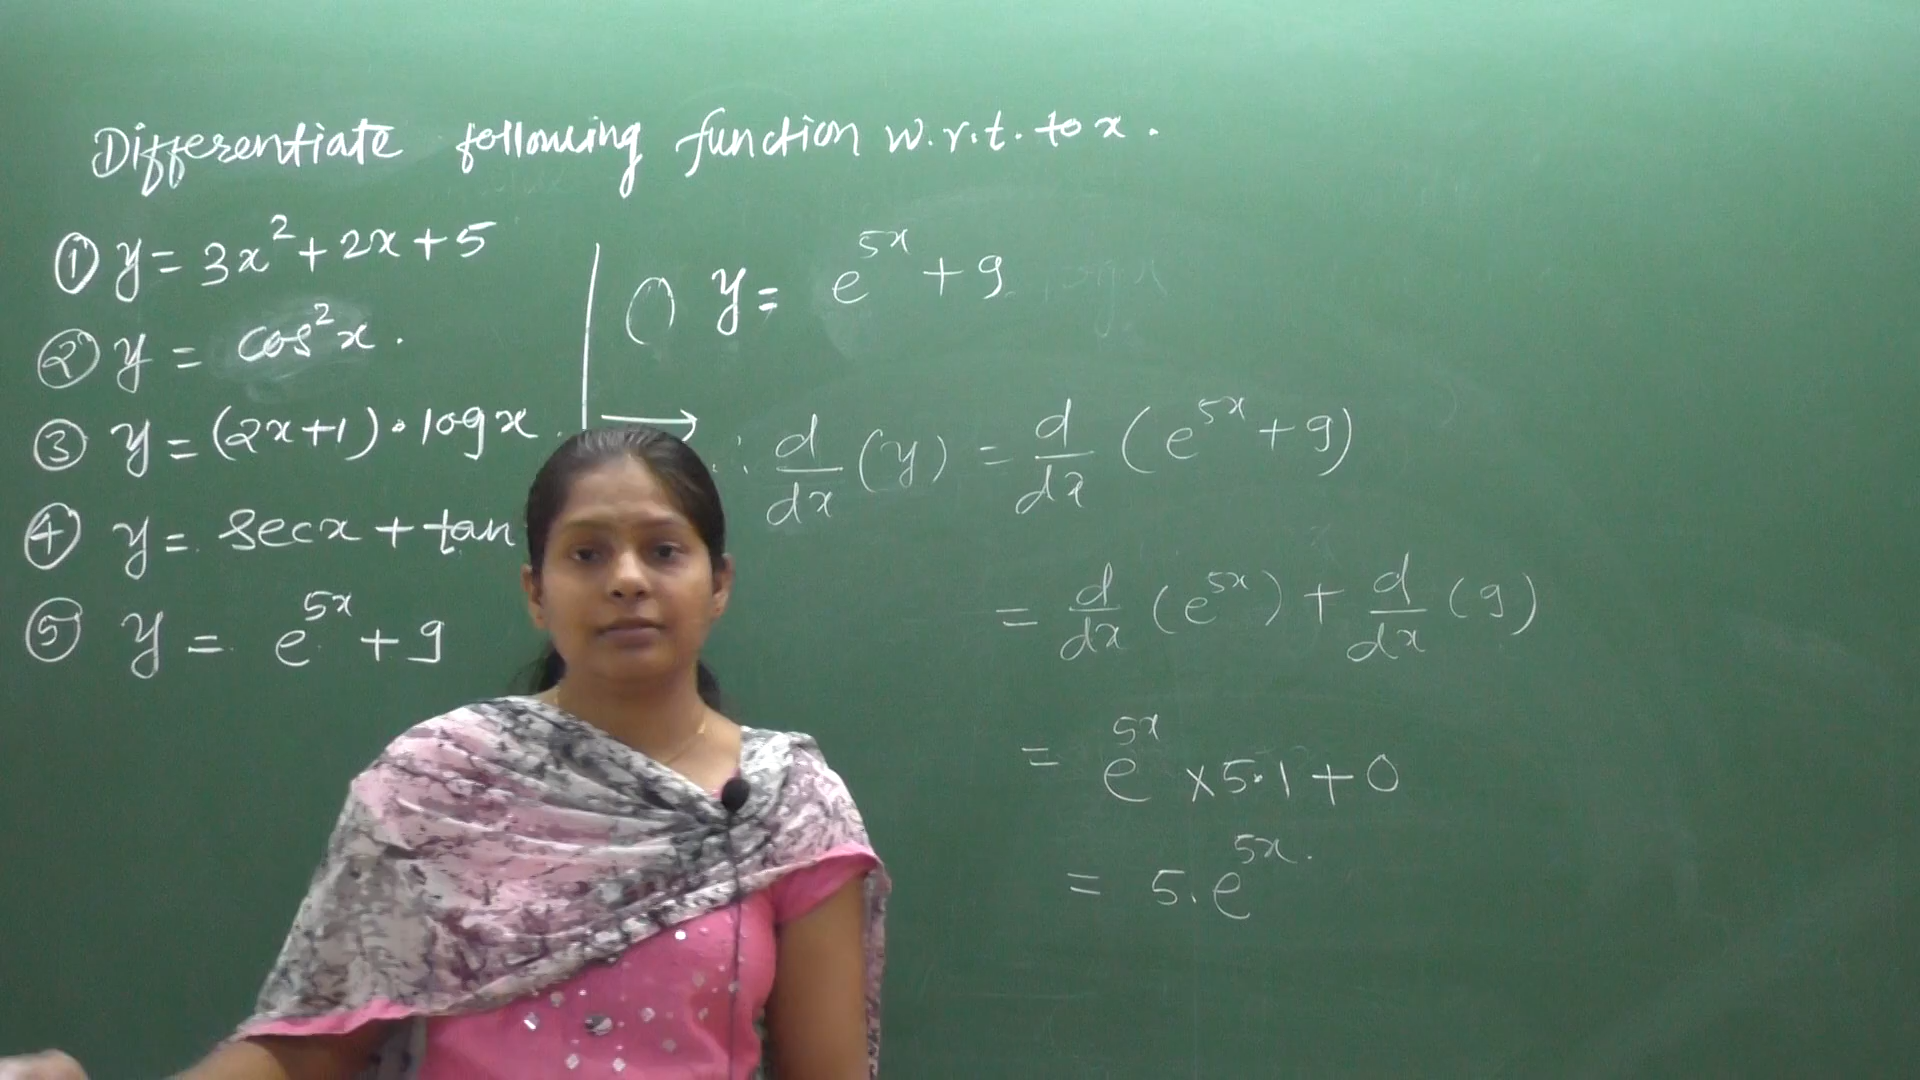 Differentiate following function w.r.t. to x.
① y = 3x² + 2x + 5
② y = cos²x.
③ y = (2x+1)·logx.
④ y = secx + tan
⑤ y = e^5x + 9
() y = e^5x + 9
∴ d/dx (y) = d/dx (e^5x + 9)
= d/dx (e^5x) + d/dx (9)
= e^5x × 5·1 + 0
= 5.e^5x.